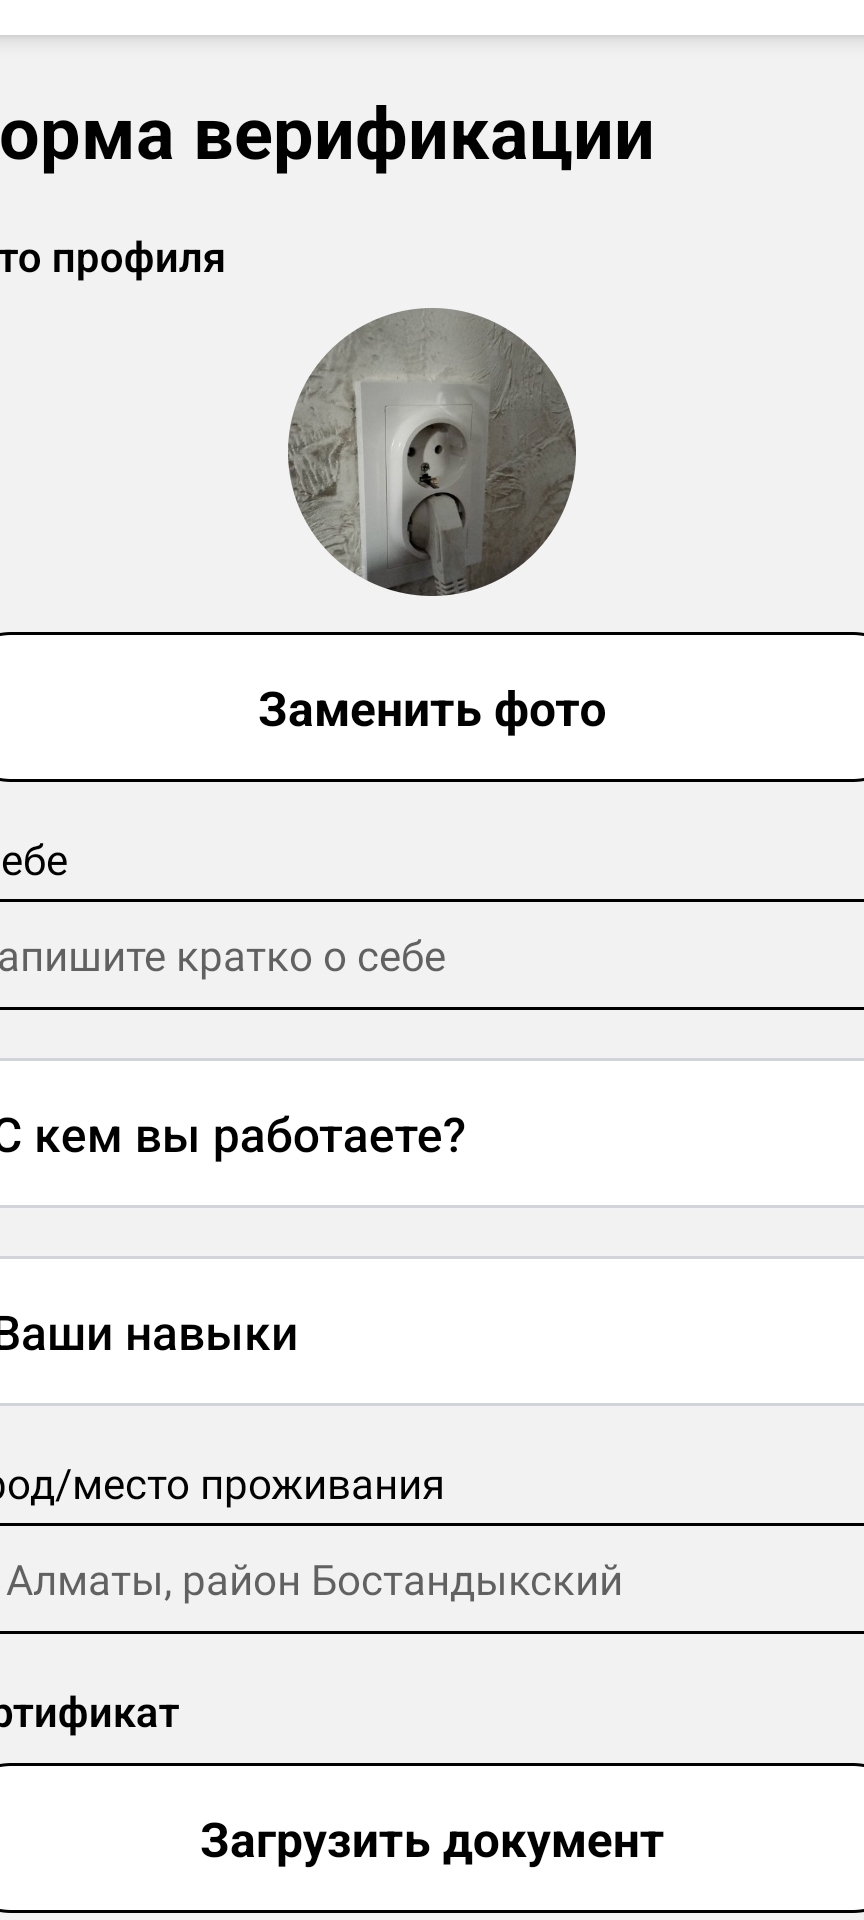 орма верификации
то профиля
Заменить фото
ебе
апишите кратко о себе
С кем вы работаете?
Ваши навыки
род/место проживания
Алматы, район Бостандыкский
ртификат
Загрузить документ